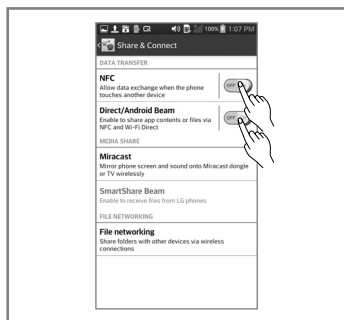 100% 1:07 PM
Share & Connect
DATA TRANSFER
NFC
Allow data exchange when the phone
touches another device
OFF
Direct/Android Beam
Enable to share app contents or files via
NFC and Wi-Fi Direct
OFF
MEDIA SHARE
Miracast
Mirror phone screen and sound onto Miracast dongle
or TV wirelessly
SmartShare Beam
Enable to receive files from LG phones
FILE NETWORKING
File networking
Share folders with other devices via wireless
connections